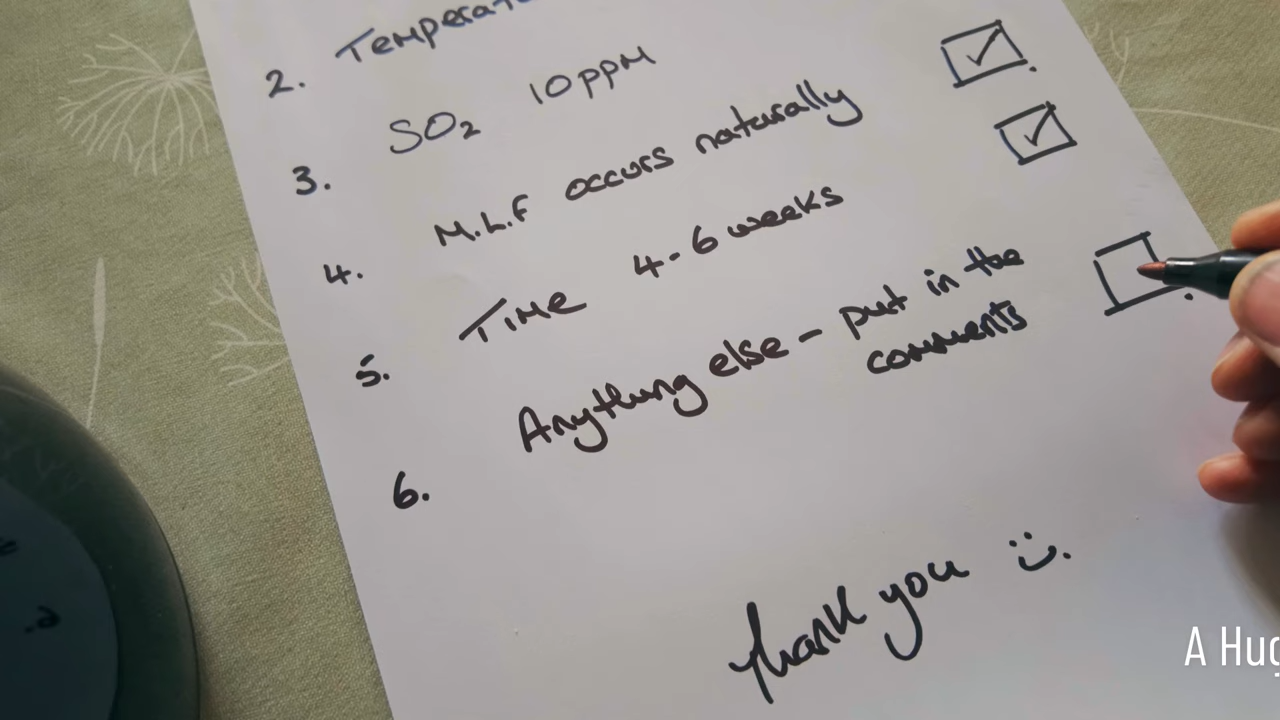 2. Temperat
3. SO2 10ppm
4. M.L.F occurs naturally
5. Time 4-6 weeks
6. Anything else - put in the
comments
Thank you :).
A Hug